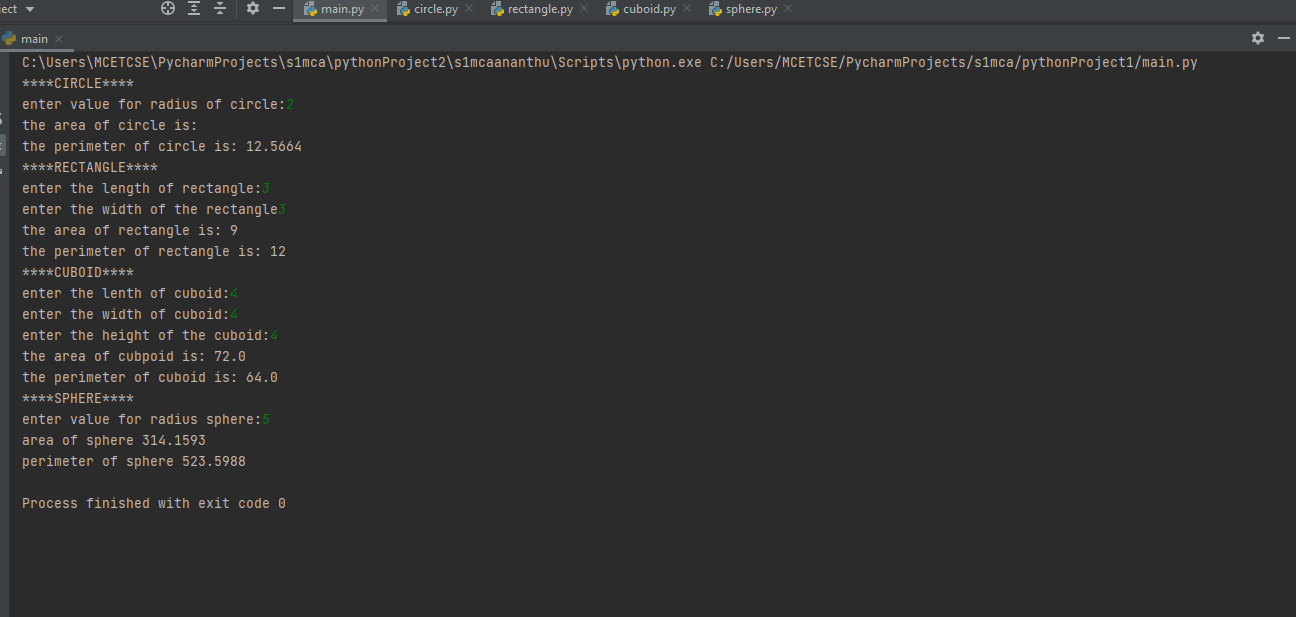 ect
main.py circle.py rectangle.py cuboid.py sphere.py
main
C:\Users\MCETCSE\PycharmProjects\s1mca\pythonProject2\s1mcaananthu\Scripts\python.exe C:/Users/MCETCSE/PycharmProjects/s1mca/pythonProject1/main.py
****CIRCLE****
enter value for radius of circle:2
the area of circle is:
the perimeter of circle is: 12.5664
****RECTANGLE****
enter the length of rectangle:3
enter the width of the rectangle3
the area of rectangle is: 9
the perimeter of rectangle is: 12
****CUBOID****
enter the lenth of cuboid:4
enter the width of cuboid:4
enter the height of the cuboid:4
the area of cubpoid is: 72.0
the perimeter of cuboid is: 64.0
****SPHERE****
enter value for radius sphere:5
area of sphere 314.1593
perimeter of sphere 523.5988
Process finished with exit code 0